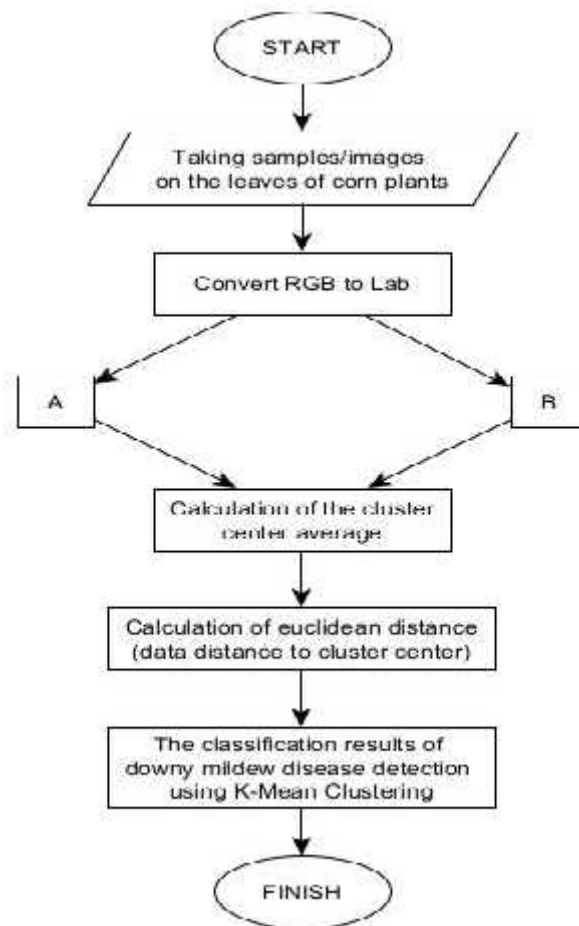 START
Taking samples/images
on the leaves of corn plants
Convert RGB to Lab
A
R
Calculation of the cluster
center average
Calculation of euclidean distance
(data distance to cluster center)
The classification results of
downy mildew disease detection
using K-Mean Clustering
FINISH